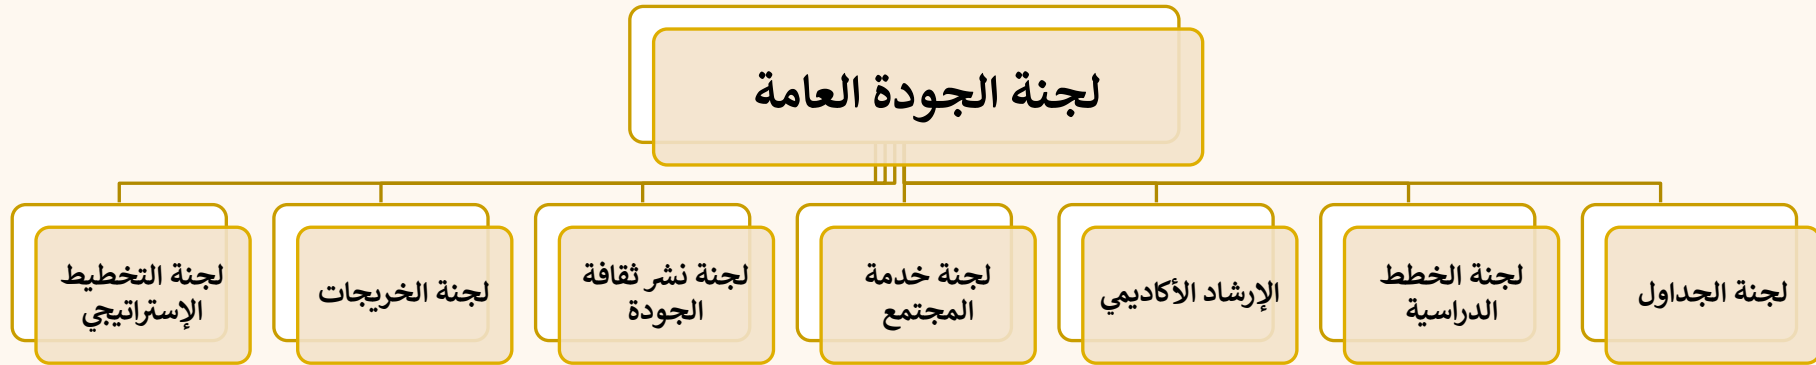 لجنة الجودة العامة
لجنة الجداول
لجنة الخطط
الدراسية
الإرشاد الأكاديمي
لجنة خدمة
المجتمع
لجنة نشر ثقافة
الجودة
لجنة الخريجات
لجنة التخطيط
الإستراتيجي